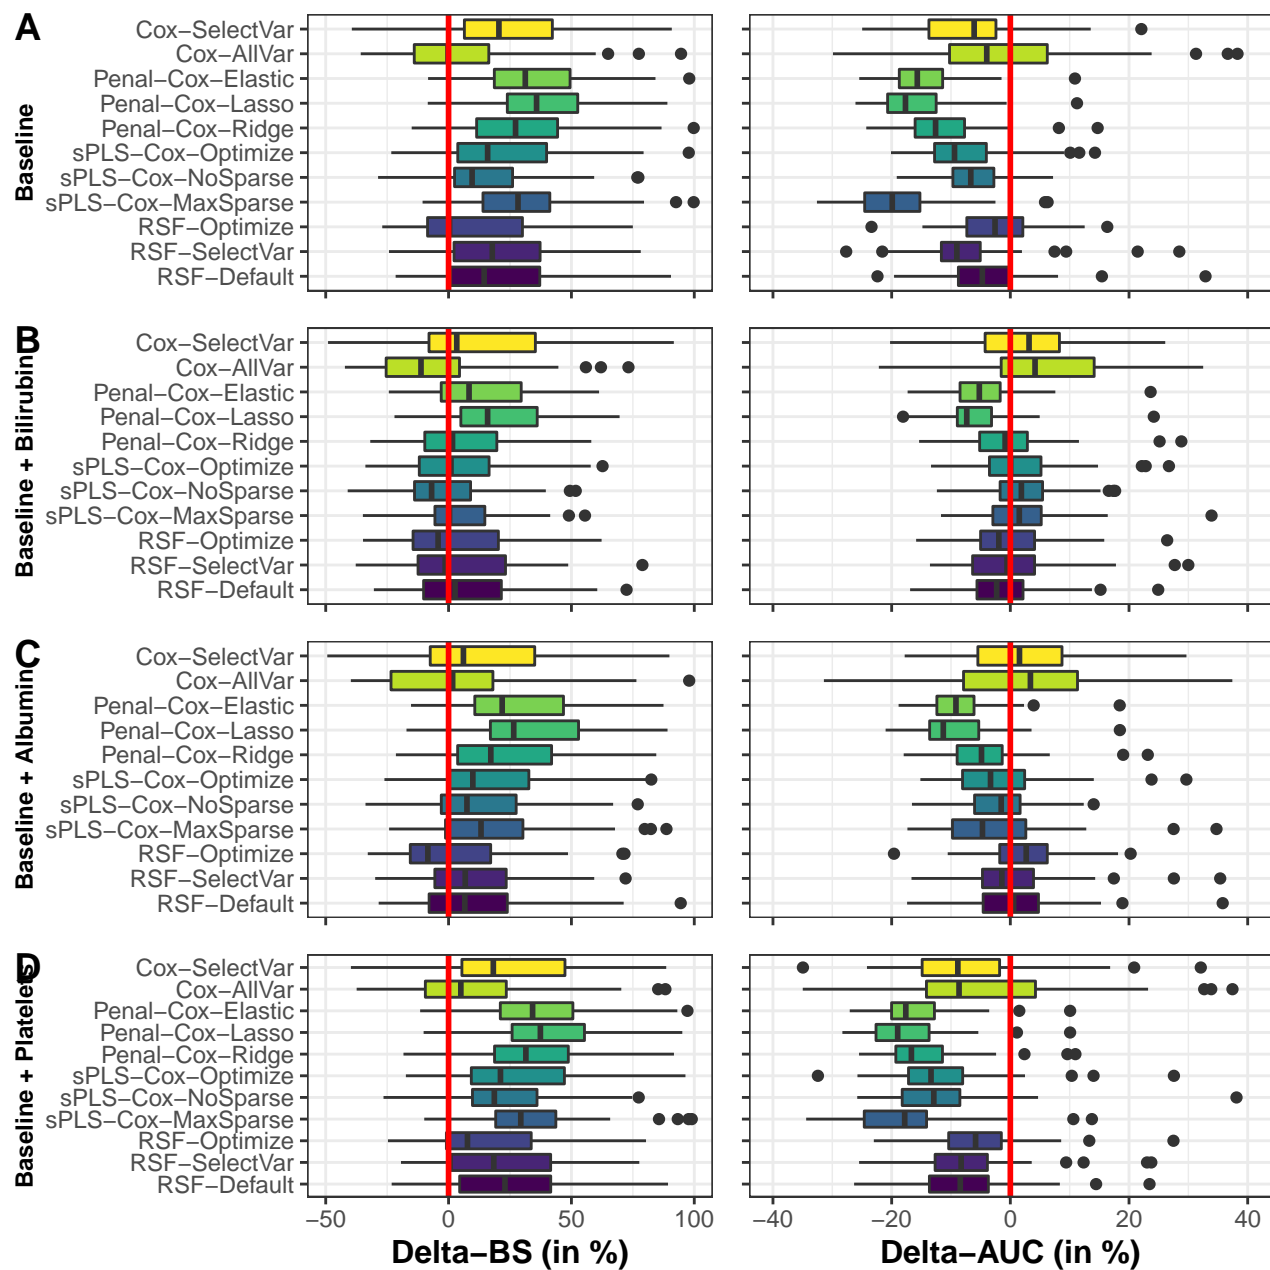 A
Baseline
Cox−SelectVar
Cox−AllVar
Penal−Cox−Elastic
Penal−Cox−Lasso
Penal−Cox−Ridge
sPLS−Cox−Optimize
sPLS−Cox−NoSparse
sPLS−Cox−MaxSparse
RSF−Optimize
RSF−SelectVar
RSF−Default
B
Baseline + Bilirubin
Cox−SelectVar
Cox−AllVar
Penal−Cox−Elastic
Penal−Cox−Lasso
Penal−Cox−Ridge
sPLS−Cox−Optimize
sPLS−Cox−NoSparse
sPLS−Cox−MaxSparse
RSF−Optimize
RSF−SelectVar
RSF−Default
C
Baseline + Albumine
Cox−SelectVar
Cox−AllVar
Penal−Cox−Elastic
Penal−Cox−Lasso
Penal−Cox−Ridge
sPLS−Cox−Optimize
sPLS−Cox−NoSparse
sPLS−Cox−MaxSparse
RSF−Optimize
RSF−SelectVar
RSF−Default
D
Baseline + Platelets
Cox−SelectVar
Cox−AllVar
Penal−Cox−Elastic
Penal−Cox−Lasso
Penal−Cox−Ridge
sPLS−Cox−Optimize
sPLS−Cox−NoSparse
sPLS−Cox−MaxSparse
RSF−Optimize
RSF−SelectVar
RSF−Default
−50 0 50 100
Delta−BS (in %)
−40 −20 0 20 40
Delta−AUC (in %)